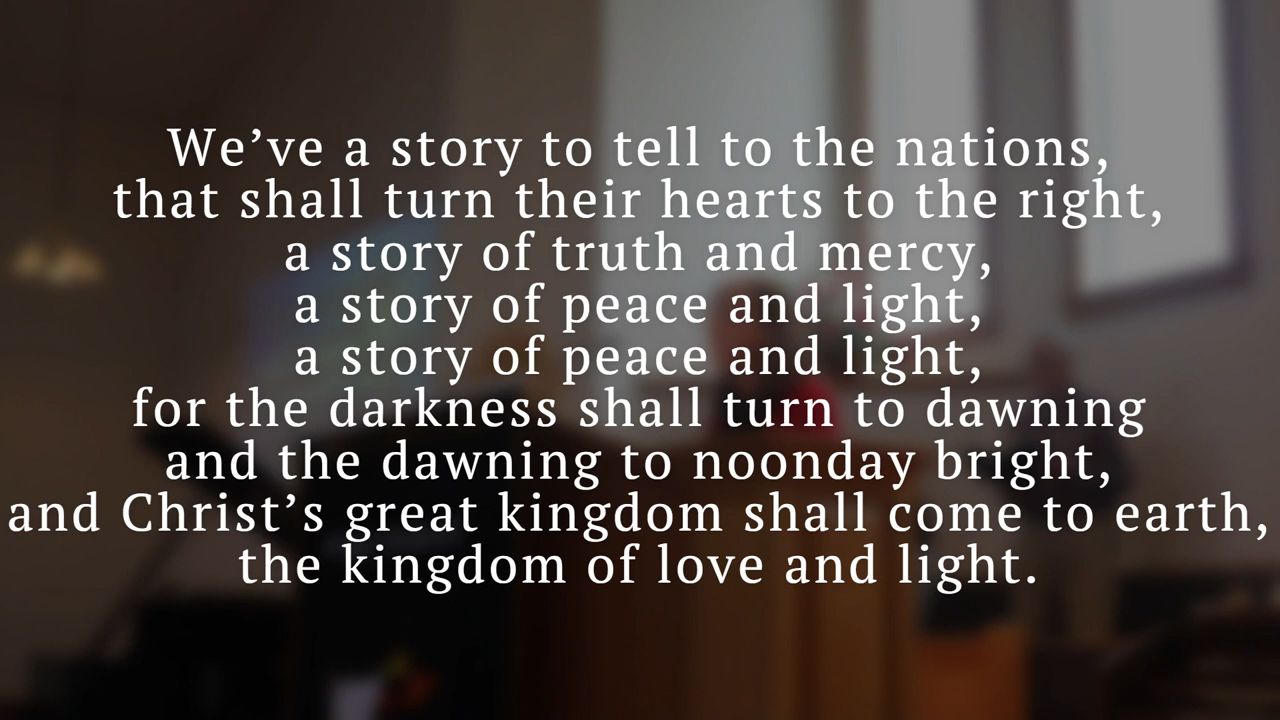 We’ve a story to tell to the nations,
that shall turn their hearts to the right,
a story of truth and mercy,
a story of peace and light,
a story of peace and light,
for the darkness shall turn to dawning
and the dawning to noonday bright,
and Christ’s great kingdom shall come to earth,
the kingdom of love and light.